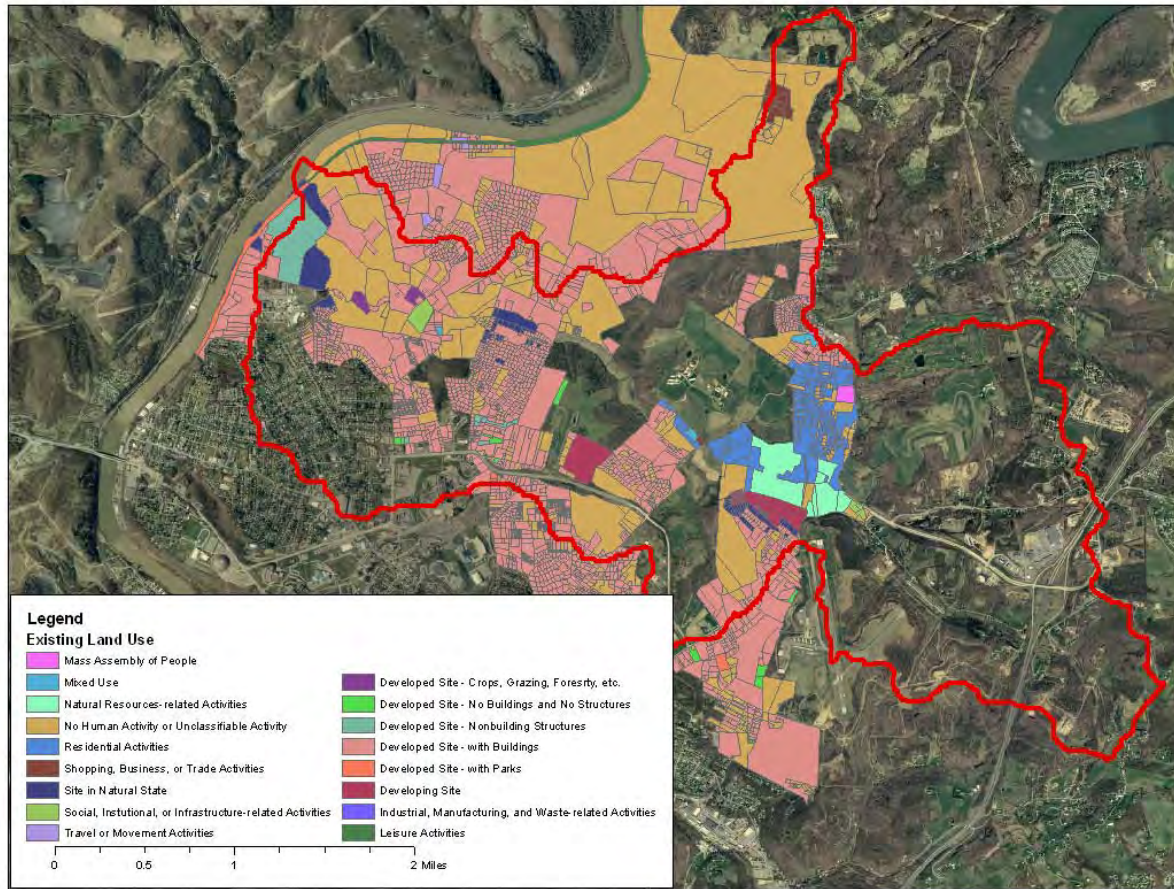 Legend
Existing Land Use
Mass Assembly of People
Mixed Use
Natural Resources-related Activities
No Human Activity or Unclassifiable Activity
Residential Activities
Shopping, Business, or Trade Activities
Site in Natural State
Social, Instutional, or Infrastructure-related Activities
Travel or Movement Activities
Developed Site - Crops, Grazing, Foresrty, etc.
Developed Site - No Buildings and No Structures
Developed Site - Nonbuilding Structures
Developed Site - with Buildings
Developed Site - with Parks
Developing Site
Industrial, Manufacturing, and Waste-related Activities
Leisure Activities
0 0.5 1 2 Miles